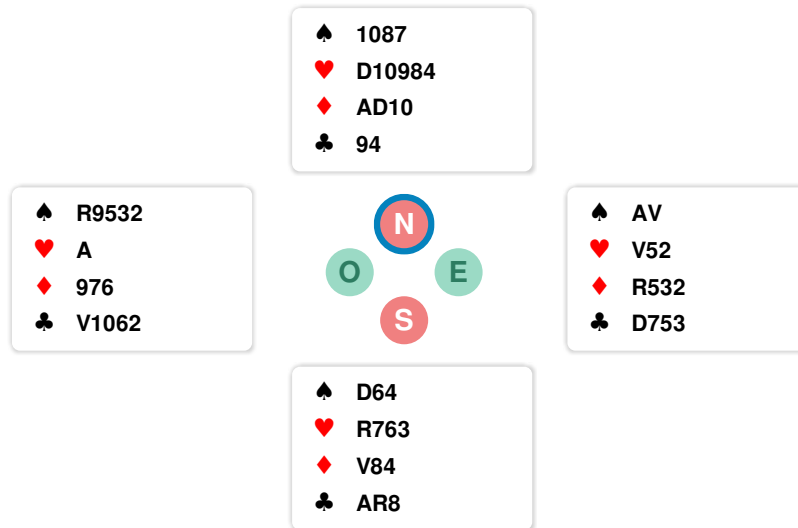 ♠ 1087
♥ D10984
♦ AD10
♣ 94
♠ R9532
♥ A
♦ 976
♣ V1062
N
O E
S
♠ AV
♥ V52
♦ R532
♣ D753
♠ D64
♥ R763
♦ V84
♣ AR8